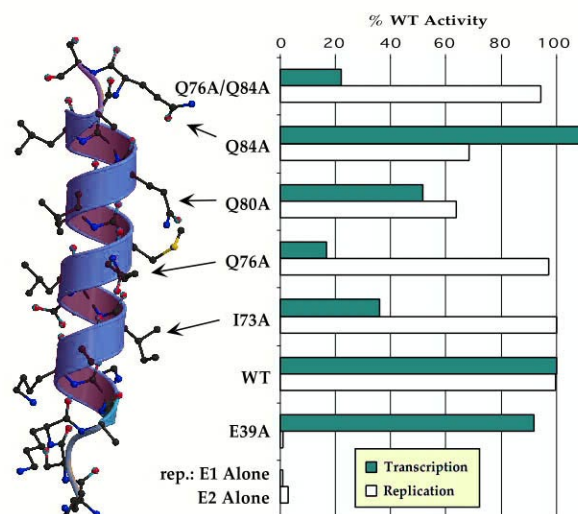 % WT Activity
0 20 40 60 80 100
Q76A/Q84A
Q84A
Q80A
Q76A
I73A
WT
E39A
rep.: E1 Alone
E2 Alone
Transcription
Replication